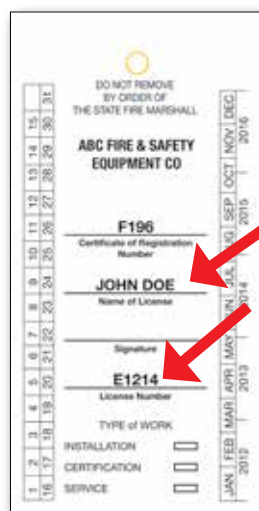 DO NOT REMOVE
BY ORDER OF
THE STATE FIRE MARSHALL
ABC FIRE & SAFETY
EQUIPMENT CO
F196
Certificate of Registration
Number
JOHN DOE
Name of License
Signature
E1214
License Number
TYPE of WORK
INSTALLATION
CERTIFICATION
SERVICE
1 2 3 4 5 6 7 8 9 10 11 12 13 14 15
16 17 18 19 20 21 22 23 24 25 26 27 28 29 30 31
JAN FEB MAR APR MAY JUN JUL AUG SEP OCT NOV DEC
2012 2013 2014 2015 2016